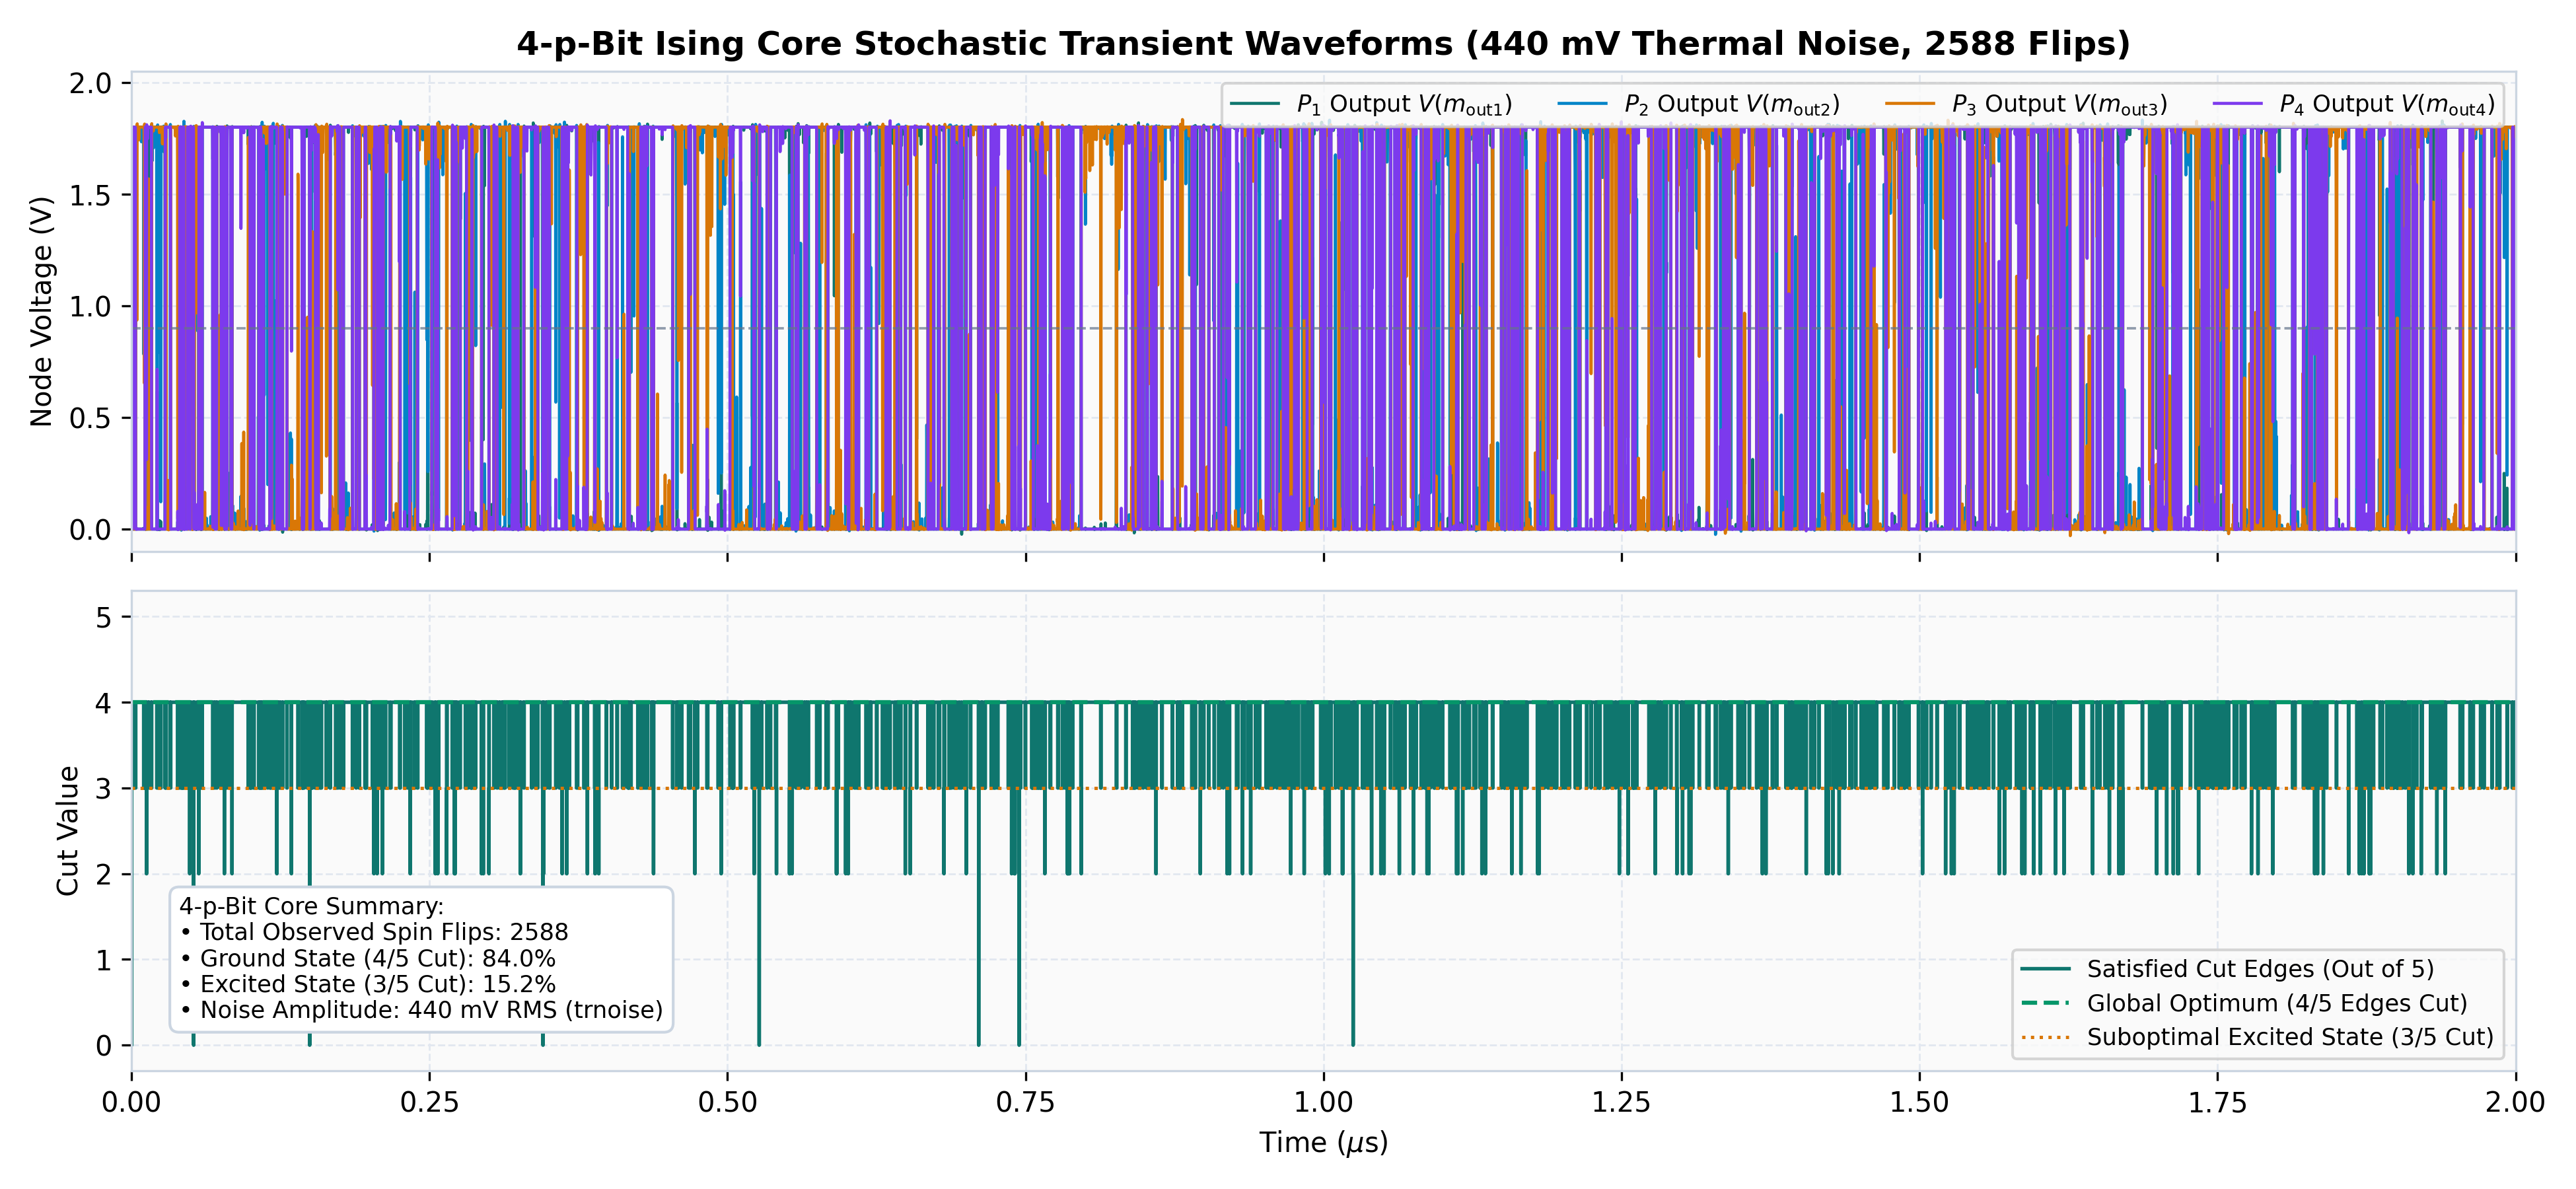 4-p-Bit Ising Core Stochastic Transient Waveforms (440 mV Thermal Noise, 2588 Flips)
P1 Output V(mout1)
P2 Output V(mout2)
P3 Output V(mout3)
P4 Output V(mout4)
Node Voltage (V)
2.0
1.5
1.0
0.5
0.0
Cut Value
5
4
3
2
1
0
4-p-Bit Core Summary:
• Total Observed Spin Flips: 2588
• Ground State (4/5 Cut): 84.0%
• Excited State (3/5 Cut): 15.2%
• Noise Amplitude: 440 mV RMS (trnoise)
Satisfied Cut Edges (Out of 5)
Global Optimum (4/5 Edges Cut)
Suboptimal Excited State (3/5 Cut)
0.00 0.25 0.50 0.75 1.00 1.25 1.50 1.75 2.00
Time (μs)